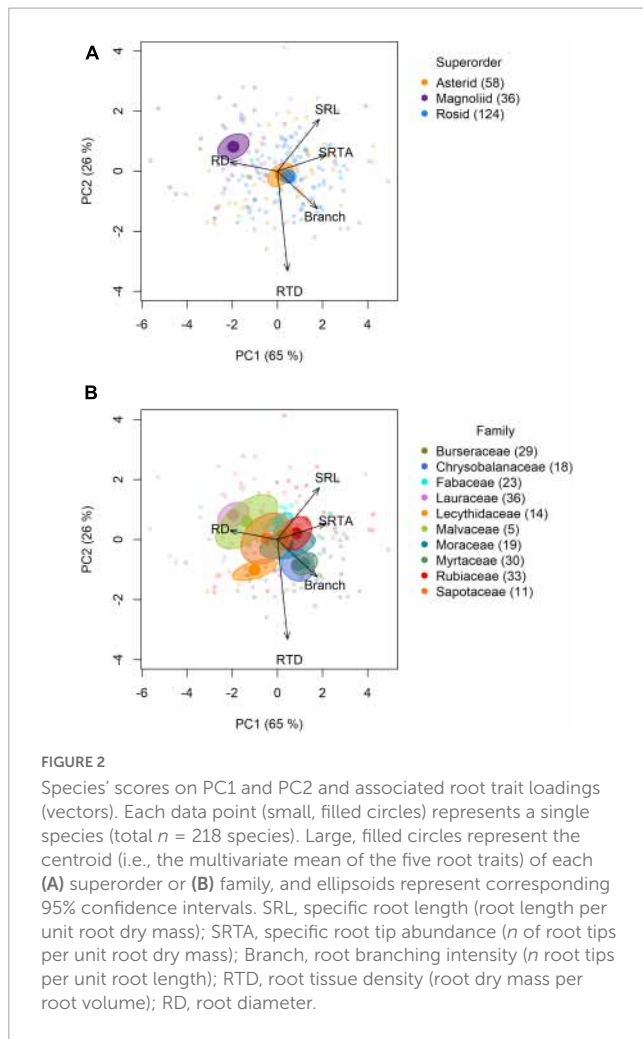 A
4
2
0
-2
-4
PC2 (26 %)
SRL
SRTA
RD
Branch
RTD
-6 -4 -2 0 2 4
PC1 (65 %)
Superorder
Asterid (58)
Magnoliid (36)
Rosid (124)
B
4
2
0
-2
-4
PC2 (26 %)
SRL
SRTA
RD
Branch
RTD
-6 -4 -2 0 2 4
PC1 (65 %)
Family
Burseraceae (29)
Chrysobalanaceae (18)
Fabaceae (23)
Lauraceae (36)
Lecythidaceae (14)
Malvaceae (5)
Moraceae (19)
Myrtaceae (30)
Rubiaceae (33)
Sapotaceae (11)
FIGURE 2
Species’ scores on PC1 and PC2 and associated root trait loadings
(vectors). Each data point (small, filled circles) represents a single
species (total n = 218 species). Large, filled circles represent the
centroid (i.e., the multivariate mean of the five root traits) of each
(A) superorder or (B) family, and ellipsoids represent corresponding
95% confidence intervals. SRL, specific root length (root length per
unit root dry mass); SRTA, specific root tip abundance (n of root tips
per unit root dry mass); Branch, root branching intensity (n root tips
per unit root length); RTD, root tissue density (root dry mass per
root volume); RD, root diameter.